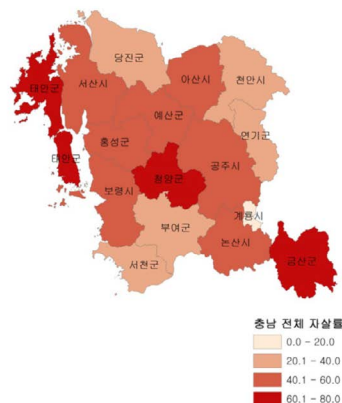 당진군
아산시
천안시
태안군
서산시
예산군
연기군
홍성군
태안군
공주시
청양군
보령시
계룡시
부여군
논산시
서천군
금산군
충남 전체 자살률
0.0 - 20.0
20.1 - 40.0
40.1 - 60.0
60.1 - 80.0